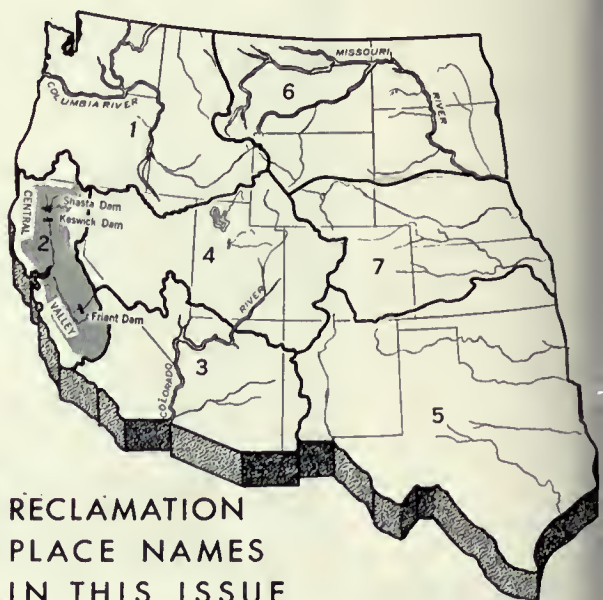 MISSOURI
RIVER
6
COLUMBIA RIVER
1
CENTRAL
VALLEY
Shasta Dam
Keswick Dam
2
Friant Dam
4
RIVER
COLORADO
3
7
5
RECLAMATION
PLACE NAMES
IN THIS ISSUE